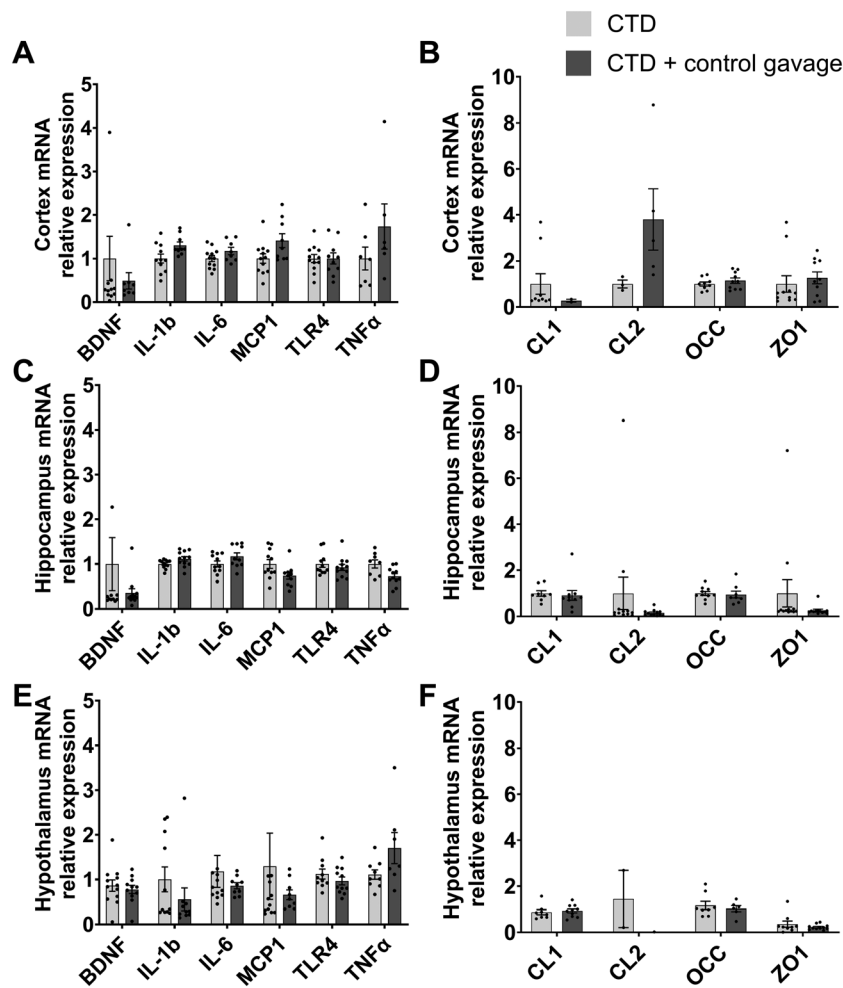 CTD
CTD + control gavage
A
Cortex mRNA
relative expression
5
4
3
2
1
0
BDNF
IL-1b
IL-6
MCP1
TLR4
TNFα
B
Cortex mRNA
relative expression
10
8
6
4
2
0
CL1
CL2
OCC
ZO1
C
Hippocampus mRNA
relative expression
5
4
3
2
1
0
BDNF
IL-1b
IL-6
MCP1
TLR4
TNFα
D
Hippocampus mRNA
relative expression
10
8
6
4
2
0
CL1
CL2
OCC
ZO1
E
Hypothalamus mRNA
relative expression
5
4
3
2
1
0
BDNF
IL-1b
IL-6
MCP1
TLR4
TNFα
F
Hypothalamus mRNA
relative expression
10
8
6
4
2
0
CL1
CL2
OCC
ZO1